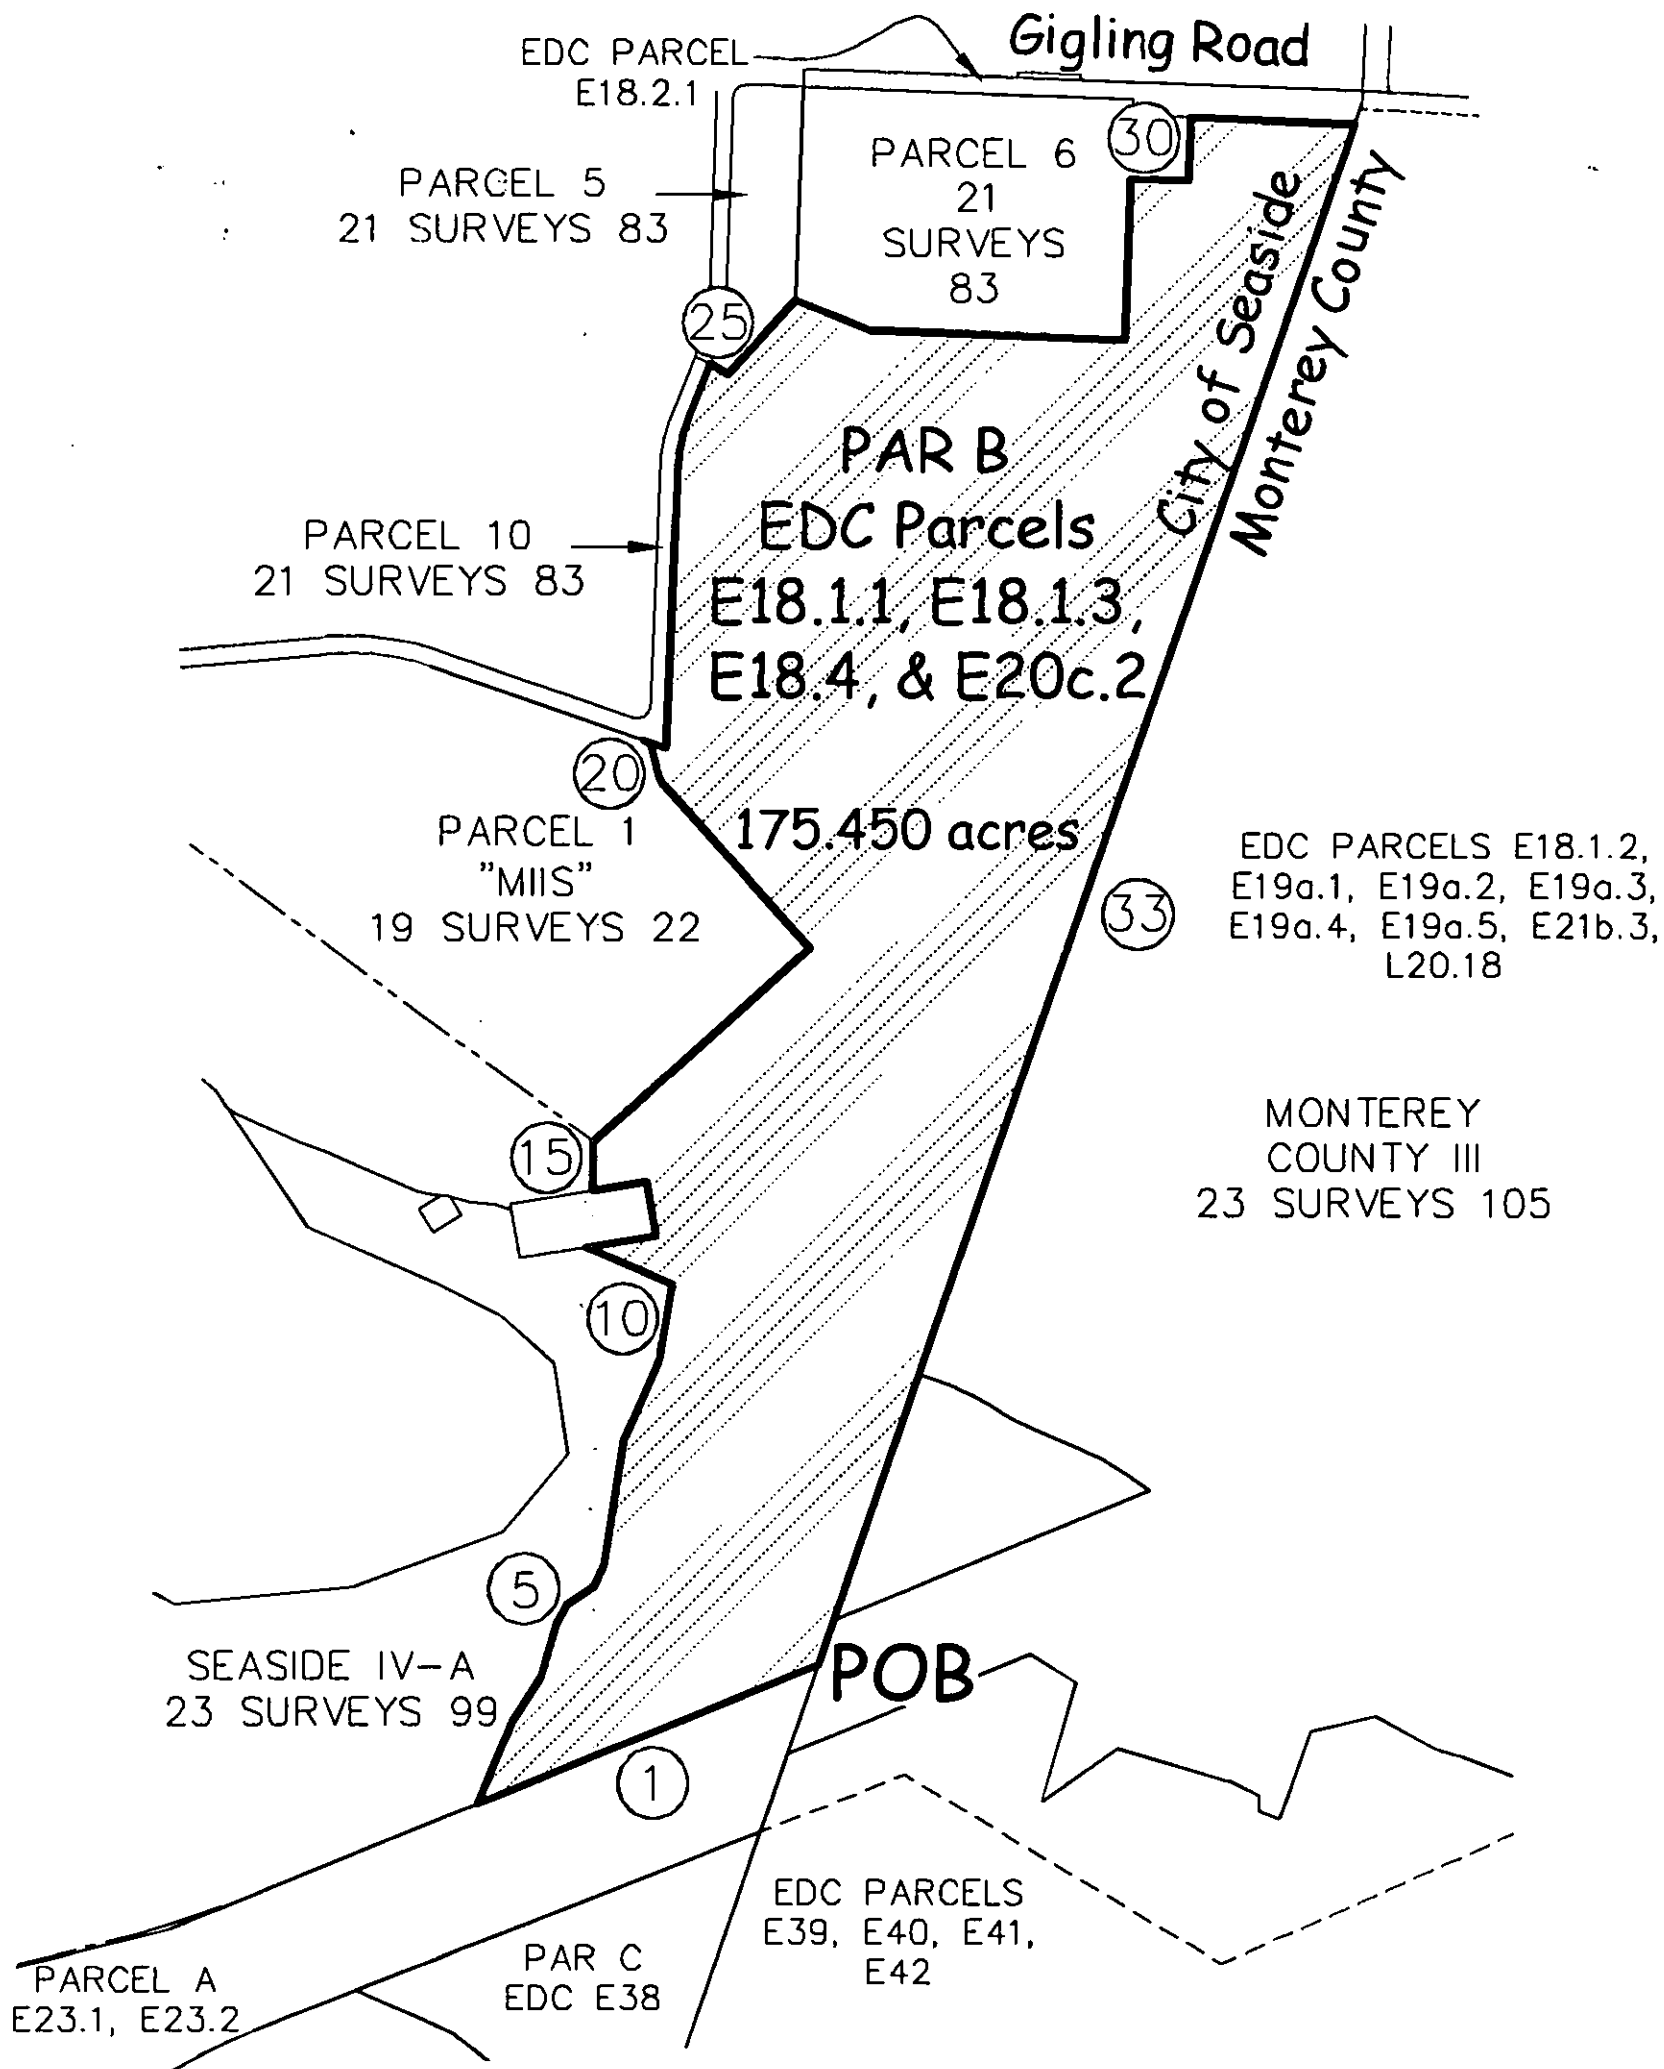 Gigling Road
EDC PARCEL
E18.2.1
30
PARCEL 6
21
SURVEYS
83
PARCEL 5
21 SURVEYS 83
City of Seaside
Monterey County
25
PAR B
EDC Parcels
E18.1.1, E18.1.3,
E18.4, & E20c.2
175.450 acres
PARCEL 10
21 SURVEYS 83
20
PARCEL 1
"MIIS"
19 SURVEYS 22
33
EDC PARCELS E18.1.2,
E19a.1, E19a.2, E19a.3,
E19a.4, E19a.5, E21b.3,
L20.18
15
MONTEREY
COUNTY III
23 SURVEYS 105
10
5
SEASIDE IV-A
23 SURVEYS 99
POB
1
EDC PARCELS
E39, E40, E41,
E42
PAR C
EDC E38
PARCEL A
E23.1, E23.2